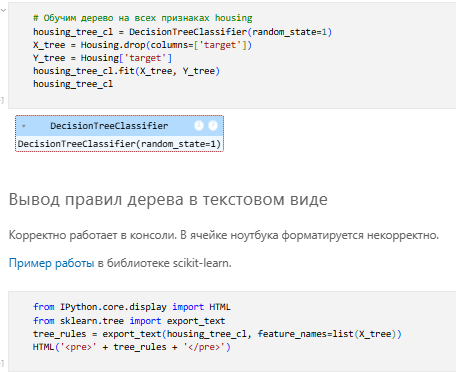 # Обучим дерево на всех признаках housing
housing_tree_cl = DecisionTreeClassifier(random_state=1)
X_tree = Housing.drop(columns=['target'])
Y_tree = Housing['target']
housing_tree_cl.fit(X_tree, Y_tree)
housing_tree_cl
DecisionTreeClassifier
DecisionTreeClassifier(random_state=1)
Вывод правил дерева в текстовом виде
Корректно работает в консоли. В ячейке ноутбука форматируется некорректно.
Пример работы в библиотеке scikit-learn.
from IPython.core.display import HTML
from sklearn.tree import export_text
tree_rules = export_text(housing_tree_cl, feature_names=list(X_tree))
HTML('<pre>' + tree_rules + '</pre>')